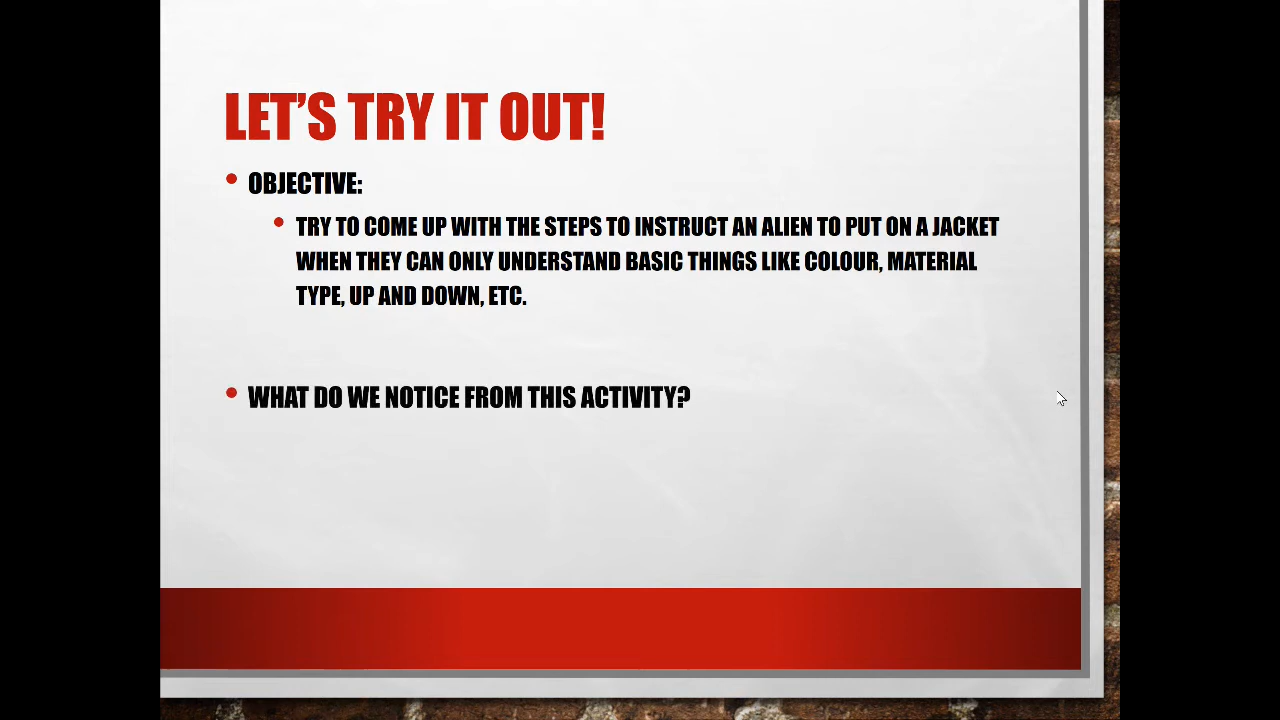 LET'S TRY IT OUT!
OBJECTIVE:
TRY TO COME UP WITH THE STEPS TO INSTRUCT AN ALIEN TO PUT ON A JACKET
WHEN THEY CAN ONLY UNDERSTAND BASIC THINGS LIKE COLOUR, MATERIAL
TYPE, UP AND DOWN, ETC.
WHAT DO WE NOTICE FROM THIS ACTIVITY?